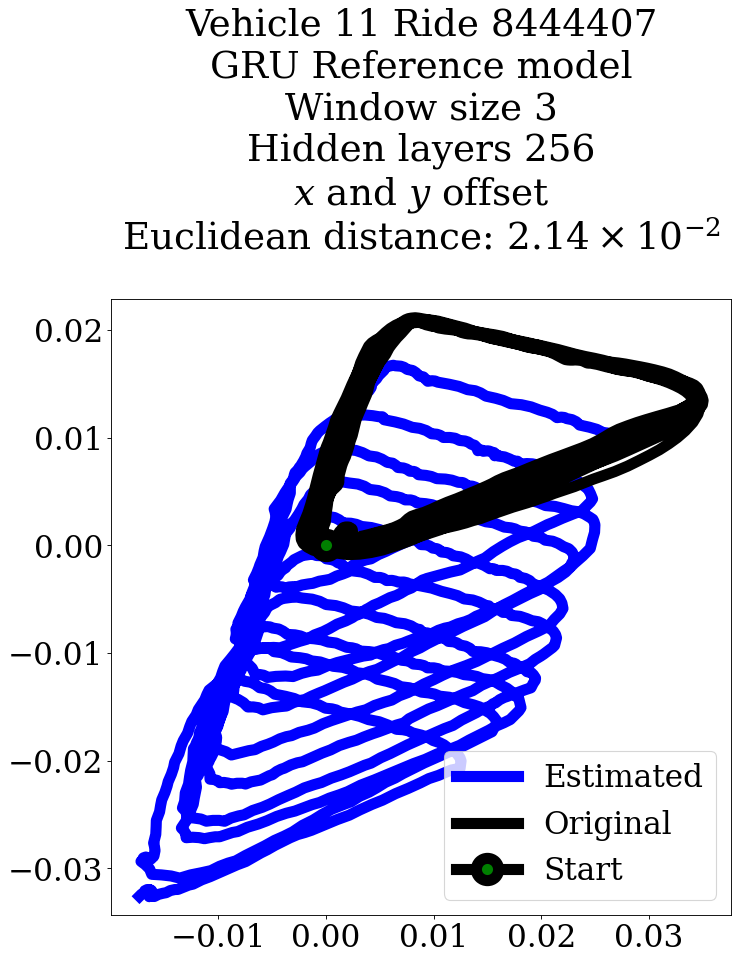 Vehicle 11 Ride 8444407
GRU Reference model
Window size 3
Hidden layers 256
x and y offset
Euclidean distance: 2.14 × 10⁻²
0.02
0.01
0.00
−0.01
−0.02
−0.03
Estimated
Original
Start
−0.01 0.00 0.01 0.02 0.03